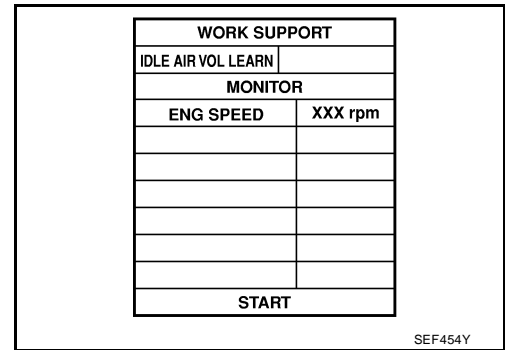 WORK SUPPORT
IDLE AIR VOL LEARN
MONITOR
ENG SPEED XXX rpm
START
SEF454Y